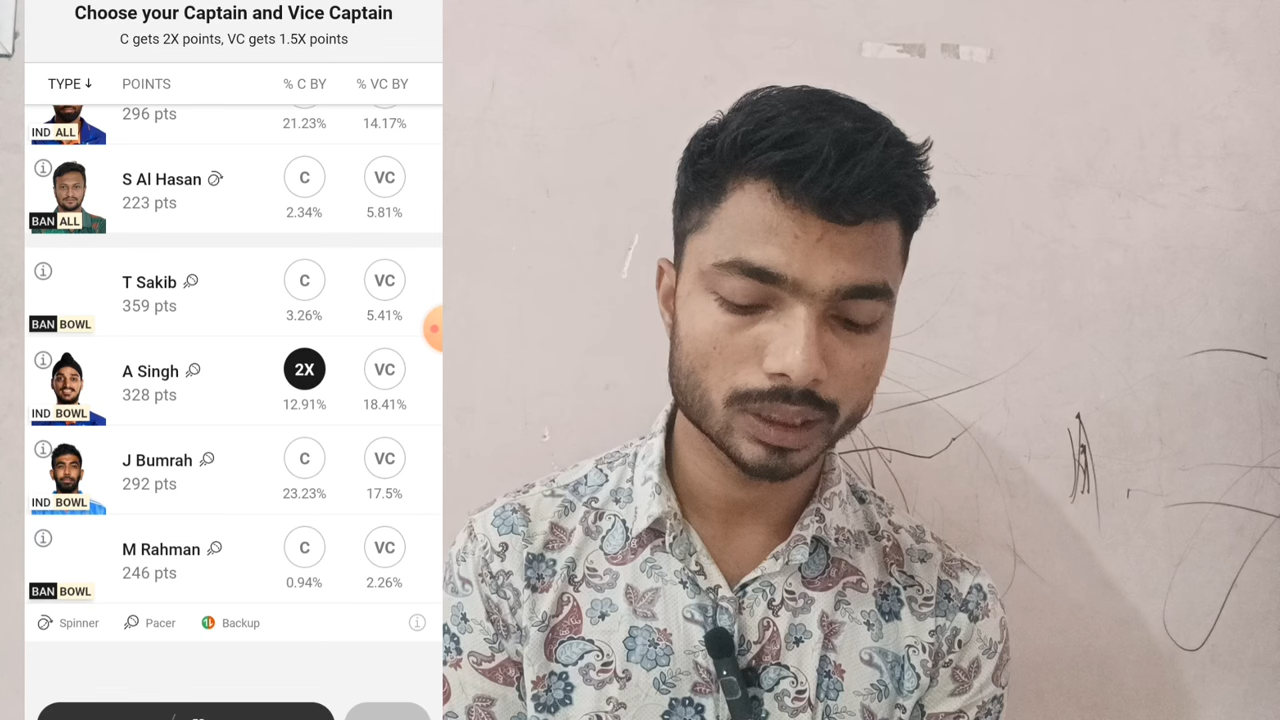 Choose your Captain and Vice Captain
C gets 2X points, VC gets 1.5X points
TYPE ↓ POINTS % C BY % VC BY
296 pts
IND ALL 21.23% 14.17%
S Al Hasan C VC
223 pts
BAN ALL 2.34% 5.81%
T Sakib C VC
359 pts
BAN BOWL 3.26% 5.41%
A Singh 2X VC
328 pts
IND BOWL 12.91% 18.41%
J Bumrah C VC
292 pts
IND BOWL 23.23% 17.5%
M Rahman C VC
246 pts
BAN BOWL 0.94% 2.26%
Spinner Pacer Backup